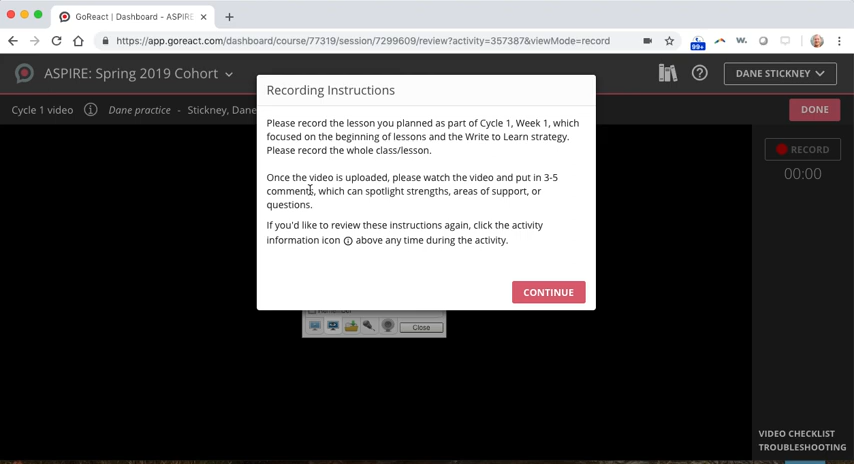 GoReact | Dashboard - ASPIRE
https://app.goreact.com/dashboard/course/77319/session/7299609/review?activity=357387&viewMode=record
99+
W.
ASPIRE: Spring 2019 Cohort
DANE STICKNEY
Cycle 1 video
Dane practice - Stickney, Dane
DONE
Recording Instructions
Please record the lesson you planned as part of Cycle 1, Week 1, which
focused on the beginning of lessons and the Write to Learn strategy.
Please record the whole class/lesson.
Once the video is uploaded, please watch the video and put in 3-5
comments, which can spotlight strengths, areas of support, or
questions.
If you'd like to review these instructions again, click the activity
information icon above any time during the activity.
CONTINUE
RECORD
00:00
Close
VIDEO CHECKLIST
TROUBLESHOOTING